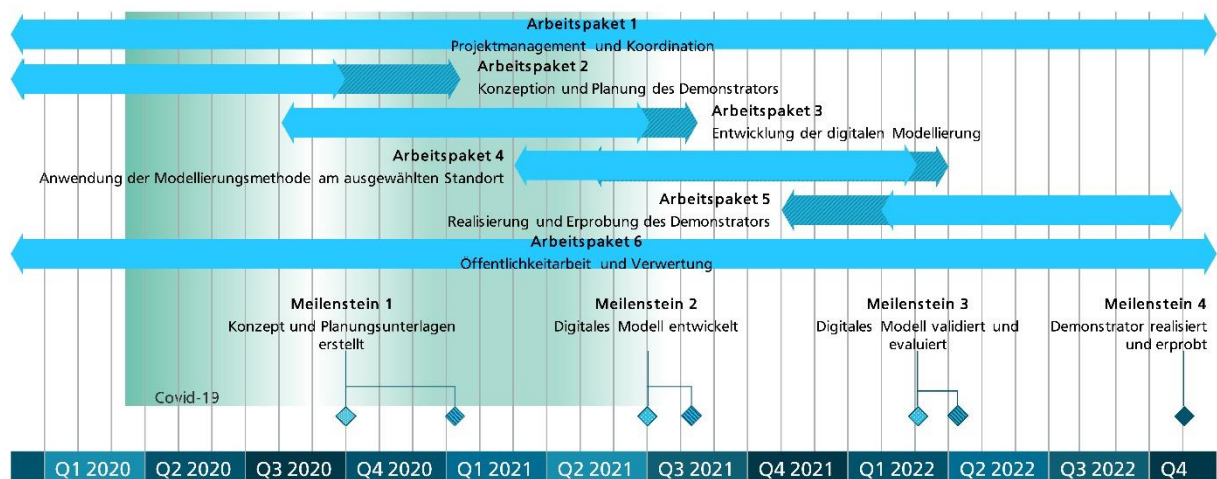 Arbeitspaket 1
Projektmanagement und Koordination
Arbeitspaket 2
Konzeption und Planung des Demonstrators
Arbeitspaket 3
Entwicklung der digitalen Modellierung
Arbeitspaket 4
Anwendung der Modellierungsmethode am ausgewählten Standort
Arbeitspaket 5
Realisierung und Erprobung des Demonstrators
Arbeitspaket 6
Öffentlichkeitarbeit und Verwertung
Meilenstein 1
Konzept und Planungsunterlagen
erstellt
Meilenstein 2
Digitales Modell entwickelt
Meilenstein 3
Digitales Modell validiert und
evaluiert
Meilenstein 4
Demonstrator realisiert
und erprobt
Covid-19
Q1 2020 Q2 2020 Q3 2020 Q4 2020 Q1 2021 Q2 2021 Q3 2021 Q4 2021 Q1 2022 Q2 2022 Q3 2022 Q4